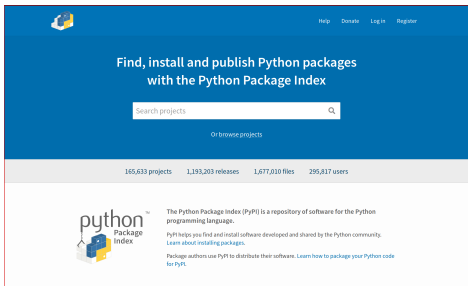 Help Donate Log in Register
Find, install and publish Python packages
with the Python Package Index
Search projects
Or browse projects
165,633 projects 1,193,203 releases 1,677,010 files 295,817 users
python™
Package
Index
The Python Package Index (PyPI) is a repository of software for the Python
programming language.
PyPI helps you find and install software developed and shared by the Python community.
Learn about installing packages.
Package authors use PyPI to distribute their software. Learn how to package your Python code
for PyPI.